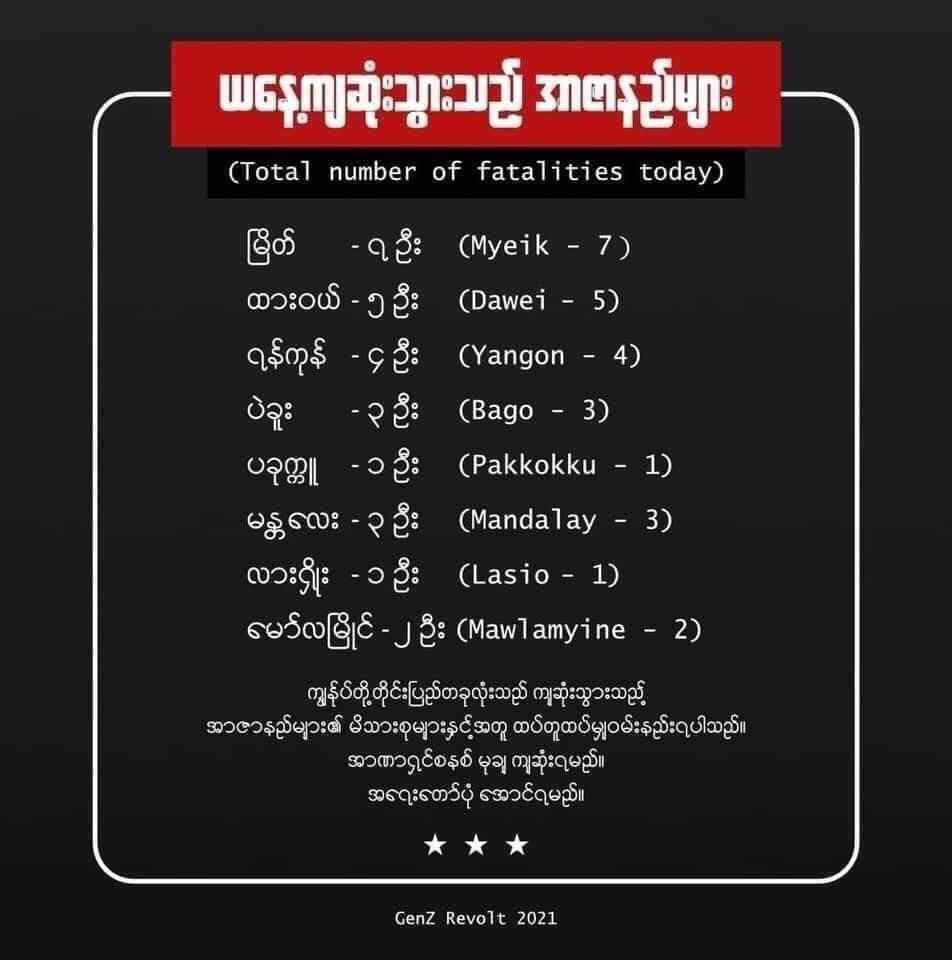 ယနေ့ကျဆုံးသွားသည့် အာဇာနည်များ
(Total number of fatalities today)
မြိတ် - ၇ ဦး (Myeik - 7)
ထားဝယ် - ၅ ဦး (Dawei - 5)
ရန်ကုန် - ၄ ဦး (Yangon - 4)
ပဲခူး - ၃ ဦး (Bago - 3)
ပခုက္ကူ - ၁ ဦး (Pakkokku - 1)
မန္တလေး - ၃ ဦး (Mandalay - 3)
လားရှိုး - ၁ ဦး (Lasio - 1)
မော်လမြိုင် - ၂ ဦး (Mawlamyine - 2)
ကျွန်ုပ်တို့တိုင်းပြည်တခုလုံးသည် ကျဆုံးသွားသည့်
အာဇာနည်များ၏ မိသားစုများနှင့်အတူ ထပ်တူထပ်မျှဝမ်းနည်းရပါသည်။
အာဏာရှင်စနစ် မုချ ကျဆုံးရမည်။
အရေးတော်ပုံ အောင်ရမည်။
GenZ Revolt 2021